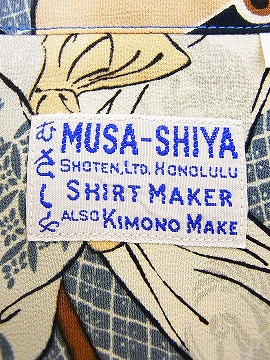 むさしや
MUSA-SHIYA
SHOTEN, LTD. HONOLULU
SHIRT MAKER
ALSO KIMONO MAKE